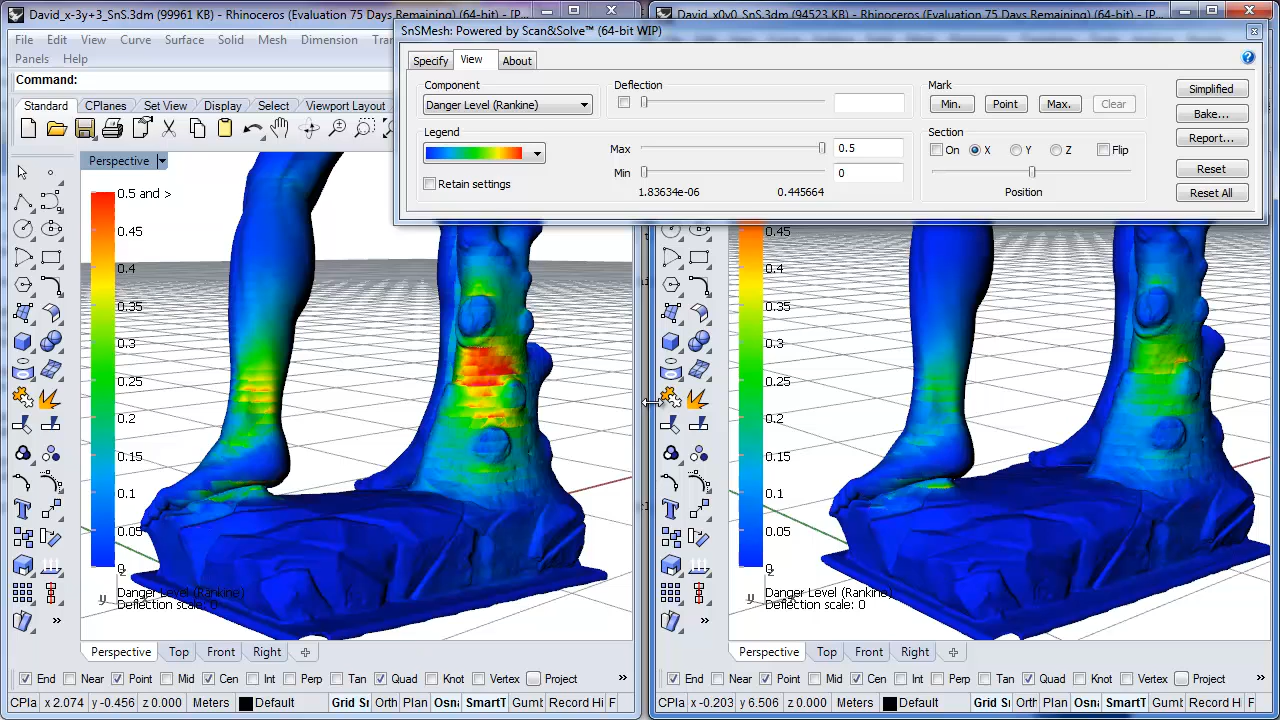 David_x-3y+3_SnS.3dm (99961 KB) - Rhinoceros (Evaluation 75 Days Remaining) (64-bit) - [P...
David_x0y0_SnS.3dm (94523 KB) - Rhinoceros (Evaluation 75 Days Remaining) (64-bit) - [Per...
SnSMesh: Powered by Scan&Solve™ (64-bit WIP)
File Edit View Curve Surface Solid Mesh Dimension Tra
Panels Help
Command:
Standard CPlanes Set View Display Select Viewport Layout
Specify View About
Component
Danger Level (Rankine)
Legend
Retain settings
Deflection
Max 0.5
Min 0
1.83634e-06 0.445664
Mark
Min. Point Max. Clear
Section
On X Y Z Flip
Position
Simplified
Bake...
Report...
Reset
Reset All
Perspective
0.5 and >
0.45
0.4
0.35
0.3
0.25
0.2
0.15
0.1
0.05
0
z
y
Danger Level (Rankine)
Deflection scale: 0
0.45
0.4
0.35
0.3
0.25
0.2
0.15
0.1
0.05
0
z
y
Danger Level (Rankine)
Deflection scale: 0
Perspective Top Front Right
Perspective Top Front Right
End Near Point Mid Cen Int Perp Tan Quad Knot Vertex Project »
End Near Point Mid Cen Int Perp Tan Quad Knot Vertex Project »
CPla x 2.074 y -0.456 z 0.000 Meters Default Grid Si Orth Plan Osn SmartT Gumt Record Hi F
CPla x -0.203 y 6.506 z 0.000 Meters Default Grid S Orth Plan Osna SmartT Gum Record H F